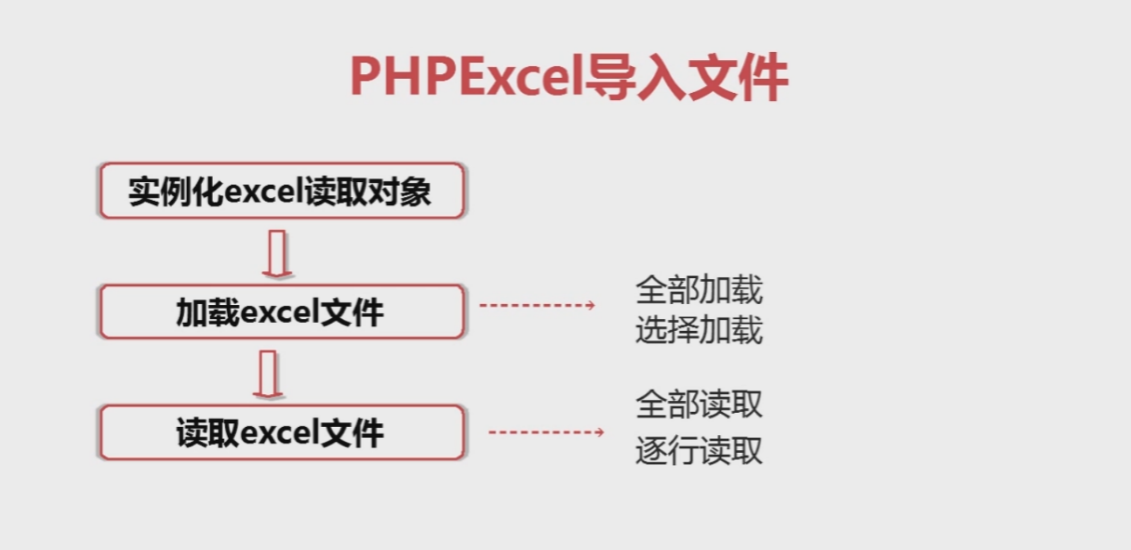 PHPExcel导入文件
实例化excel读取对象
加载excel文件
全部加载
选择加载
读取excel文件
全部读取
逐行读取